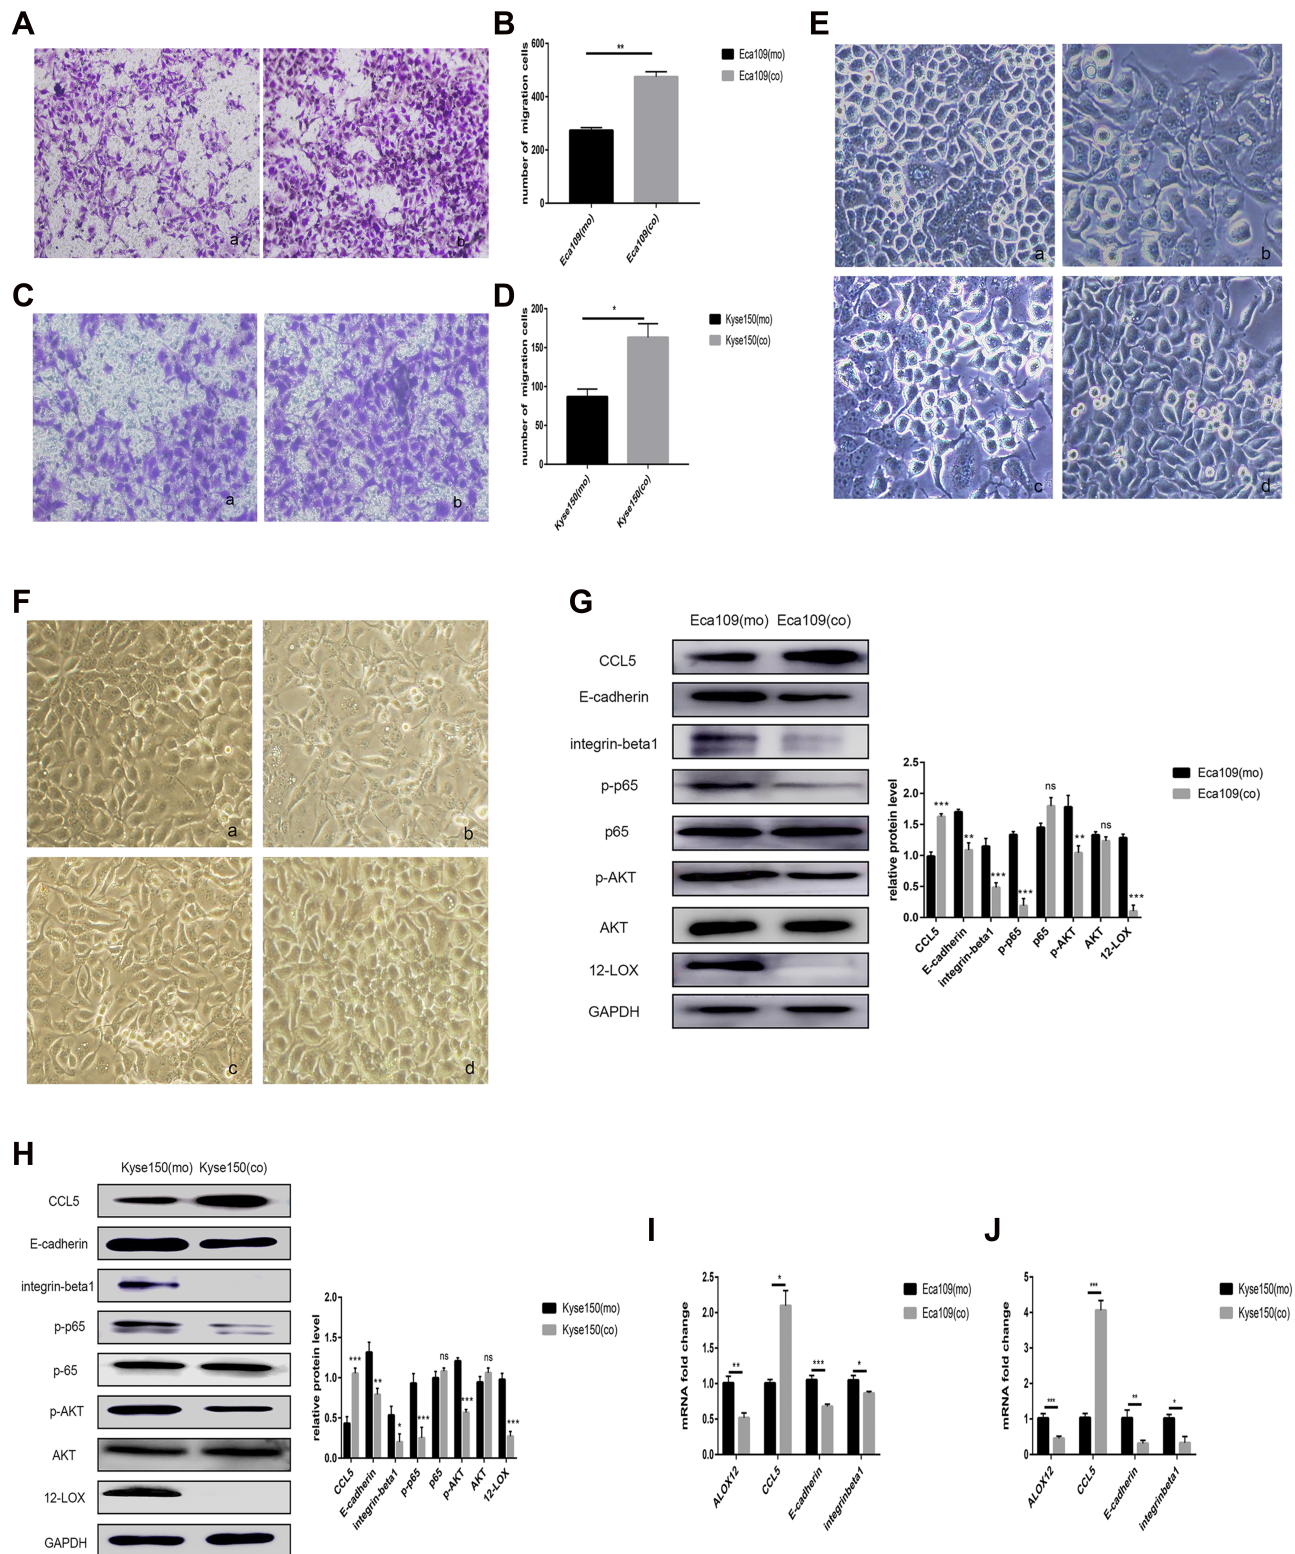 A
a
b
B
number of migration cells
600
400
200
0
**
Eca109(mo)
Eca109(co)
Eca109(mo)
Eca109(co)
E
a
b
c
d
C
a
b
D
number of migration cells
200
150
100
50
0
*
Kyse150(mo)
Kyse150(co)
Kyse150(mo)
Kyse150(co)
F
a
b
c
d
G
Eca109(mo) Eca109(co)
CCL5
E-cadherin
integrin-beta1
p-p65
p65
p-AKT
AKT
12-LOX
GAPDH
relative protein level
2.5
2.0
1.5
1.0
0.5
0.0
*** ** *** *** ns ** ns ***
CCL5
E-cadherin
integrin-beta1
p-p65
p65
p-AKT
AKT
12-LOX
Eca109(mo)
Eca109(co)
H
Kyse150(mo) Kyse150(co)
CCL5
E-cadherin
integrin-beta1
p-p65
p-65
p-AKT
AKT
12-LOX
GAPDH
relative protein level
2.0
1.5
1.0
0.5
0.0
*** ** * *** ns *** ns ***
CCL5
E-cadherin
integrin-beta1
p-p65
p65
p-AKT
AKT
12-LOX
Kyse150(mo)
Kyse150(co)
I
mRNA fold change
2.5
2.0
1.5
1.0
0.5
0.0
** * *** *
ALOX12
CCL5
E-cadherin
integrinbeta1
Eca109(mo)
Eca109(co)
J
mRNA fold change
5
4
3
2
1
0
*** *** ** *
ALOX12
CCL5
E-cadherin
integrinbeta1
Kyse150(mo)
Kyse150(co)